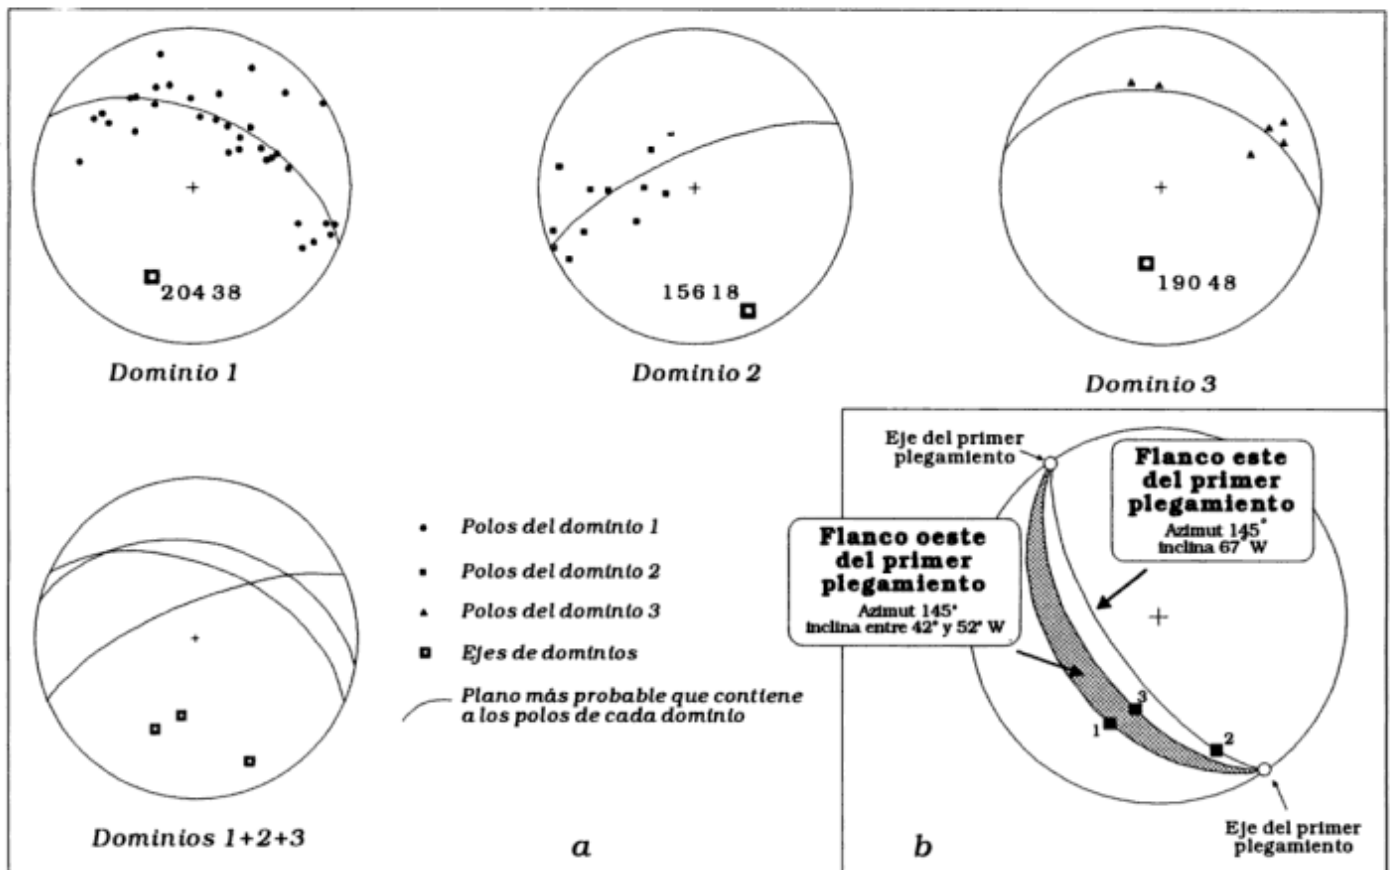 204 38
Dominio 1
156 18
Dominio 2
190 48
Dominio 3
Dominios 1+2+3
Polos del dominio 1
Polos del dominio 2
Polos del dominio 3
Ejes de dominios
Plano más probable que contiene
a los polos de cada dominio
a
Eje del primer
plegamiento
Flanco este
del primer
plegamiento
Azimut 145°
inclina 67° W
Flanco oeste
del primer
plegamiento
Azimut 145°
inclina entre 42° y 52° W
3
1
2
Eje del primer
plegamiento
b